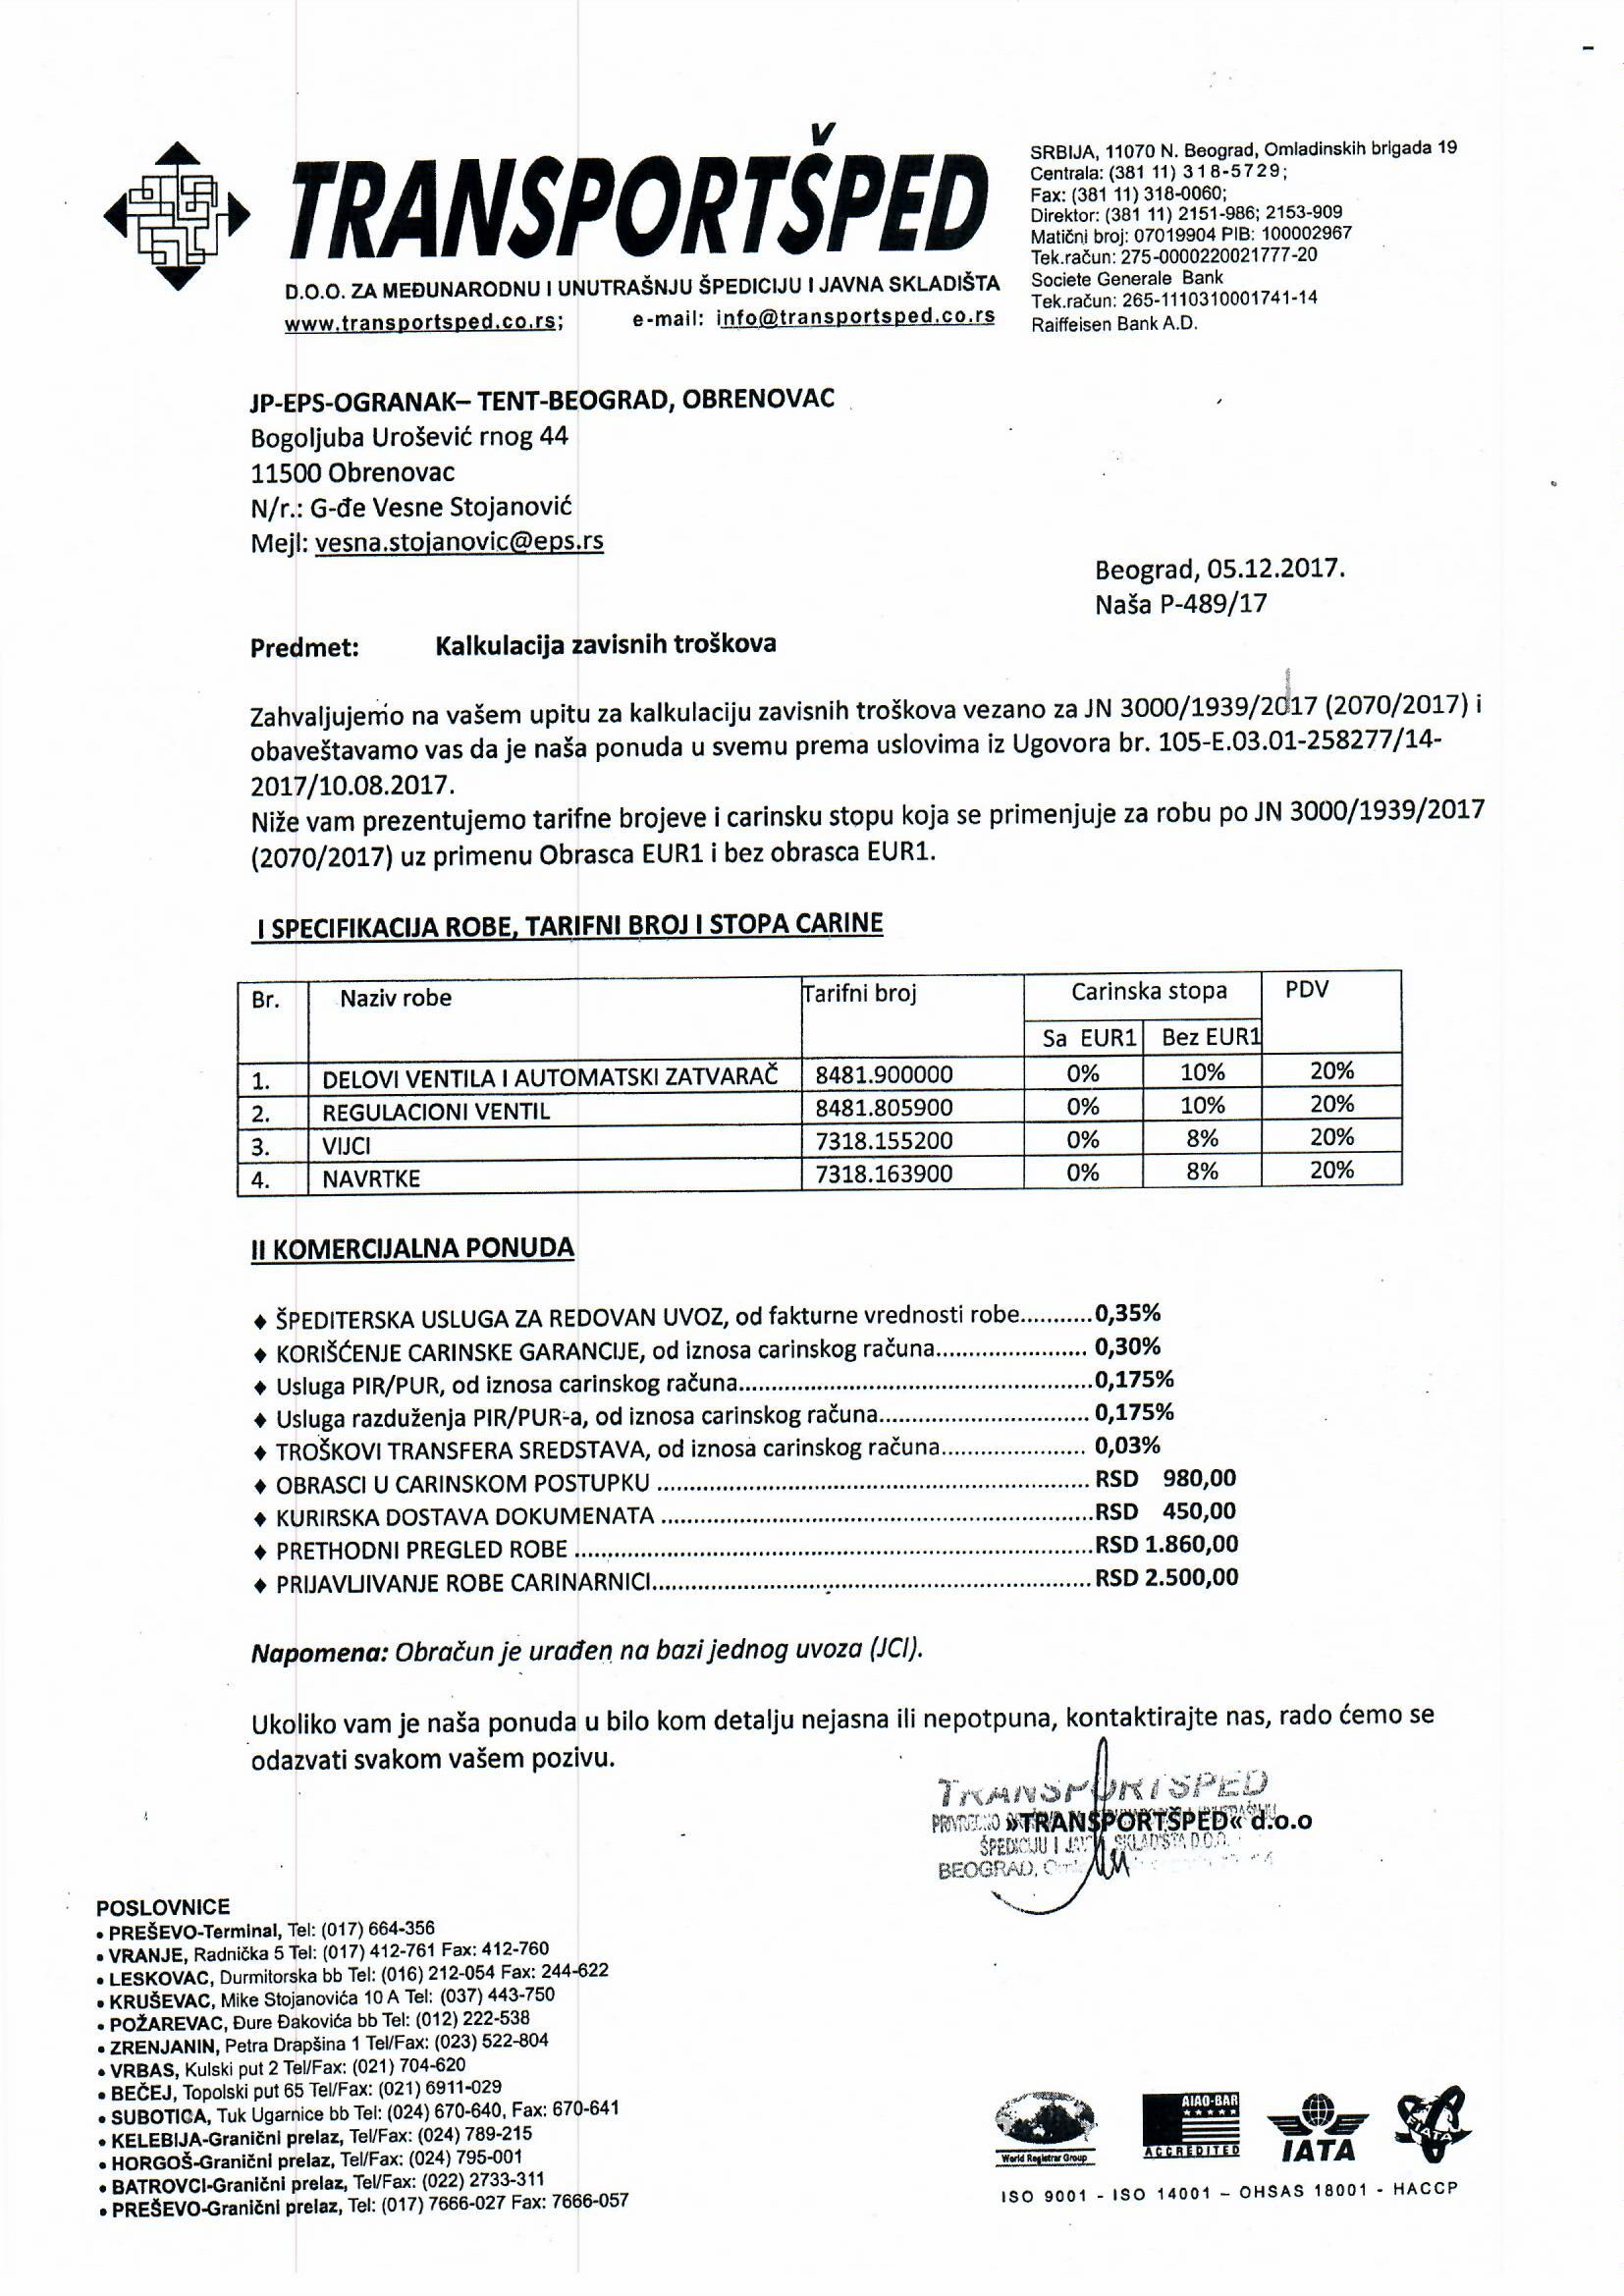 TRANSPORTŠPED
D.O.O. ZA MEĐUNARODNU I UNUTRAŠNJU ŠPEDICIJU I JAVNA SKLADIŠTA
www.transportsped.co.rs; e-mail: info@transportsped.co.rs
SRBIJA, 11070 N. Beograd, Omladinskih brigada 19
Centrala: (381 11) 318-5729;
Fax: (381 11) 318-0060;
Direktor: (381 11) 2151-986; 2153-909
Matični broj: 07019904 PIB: 100002967
Tek.račun: 275-0000220021777-20
Societe Generale Bank
Tek.račun: 265-1110310001741-14
Raiffeisen Bank A.D.
JP-EPS-OGRANAK– TENT-BEOGRAD, OBRENOVAC
Bogoljuba Urošević rnog 44
11500 Obrenovac
N/r.: G-đe Vesne Stojanović
Mejl: vesna.stojanovic@eps.rs
Beograd, 05.12.2017.
Naša P-489/17
Predmet: Kalkulacija zavisnih troškova
Zahvaljujemo na vašem upitu za kalkulaciju zavisnih troškova vezano za JN 3000/1939/2017 (2070/2017) i
obaveštavamo vas da je naša ponuda u svemu prema uslovima iz Ugovora br. 105-E.03.01-258277/14-
2017/10.08.2017.
Niže vam prezentujemo tarifne brojeve i carinsku stopu koja se primenjuje za robu po JN 3000/1939/2017
(2070/2017) uz primenu Obrasca EUR1 i bez obrasca EUR1.
I SPECIFIKACIJA ROBE, TARIFNI BROJ I STOPA CARINE
Br. Naziv robe Tarifni broj Carinska stopa PDV
Sa EUR1 Bez EUR1
1. DELOVI VENTILA I AUTOMATSKI ZATVARAČ 8481.900000 0% 10% 20%
2. REGULACIONI VENTIL 8481.805900 0% 10% 20%
3. VIJCI 7318.155200 0% 8% 20%
4. NAVRTKE 7318.163900 0% 8% 20%
II KOMERCIJALNA PONUDA
♦ ŠPEDITERSKA USLUGA ZA REDOVAN UVOZ, od fakturne vrednosti robe...........0,35%
♦ KORIŠĆENJE CARINSKE GARANCIJE, od iznosa carinskog računa....................... 0,30%
♦ Usluga PIR/PUR, od iznosa carinskog računa......................................................0,175%
♦ Usluga razduženja PIR/PUR-a, od iznosa carinskog računa................................ 0,175%
♦ TROŠKOVI TRANSFERA SREDSTAVA, od iznosa carinskog računa...................... 0,03%
♦ OBRASCI U CARINSKOM POSTUPKU .................................................................. RSD 980,00
♦ KURIRSKA DOSTAVA DOKUMENATA ..................................................................RSD 450,00
♦ PRETHODNI PREGLED ROBE ...............................................................................RSD 1.860,00
♦ PRIJAVLJIVANJE ROBE CARINARNICI................................................................... RSD 2.500,00
Napomena: Obračun je urađen na bazi jednog uvoza (JCI).
Ukoliko vam je naša ponuda u bilo kom detalju nejasna ili nepotpuna, kontaktirajte nas, rado ćemo se
odazvati svakom vašem pozivu.
TRANSPORTŠPED
»TRANSPORTŠPED« d.o.o
ŠPEDICIJU I SKLADIŠTA D.O.O.
BEOGRAD,
POSLOVNICE
• PREŠEVO-Terminal, Tel: (017) 664-356
• VRANJE, Radnička 5 Tel: (017) 412-761 Fax: 412-760
• LESKOVAC, Durmitorska bb Tel: (016) 212-054 Fax: 244-622
• KRUŠEVAC, Mike Stojanovića 10 A Tel: (037) 443-750
• POŽAREVAC, Đure Đakovića bb Tel: (012) 222-538
• ZRENJANIN, Petra Drapšina 1 Tel/Fax: (023) 522-804
• VRBAS, Kulski put 2 Tel/Fax: (021) 704-620
• BEČEJ, Topolski put 65 Tel/Fax: (021) 6911-029
• SUBOTICA, Tuk Ugarnice bb Tel: (024) 670-640, Fax: 670-641
• KELEBIJA-Granični prelaz, Tel/Fax: (024) 789-215
• HORGOŠ-Granični prelaz, Tel/Fax: (024) 795-001
• BATROVCI-Granični prelaz, Tel/Fax: (022) 2733-311
• PREŠEVO-Granični prelaz, Tel: (017) 7666-027 Fax: 7666-057
World Registrar Group
AIAO-BAR
ACCREDITED
IATA
FIATA
ISO 9001 - ISO 14001 – OHSAS 18001 - HACCP